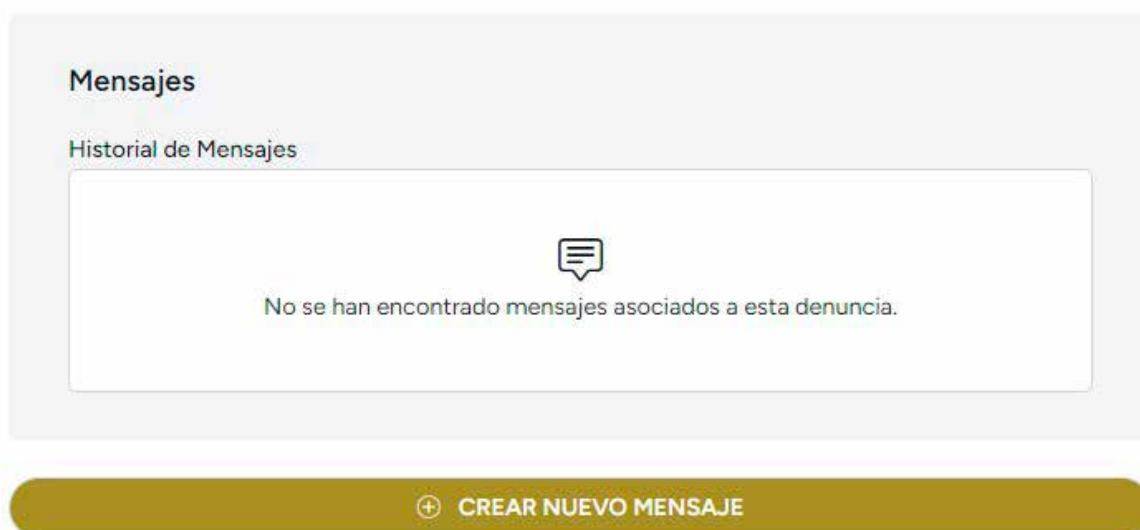 Mensajes
Historial de Mensajes
No se han encontrado mensajes asociados a esta denuncia.
CREAR NUEVO MENSAJE